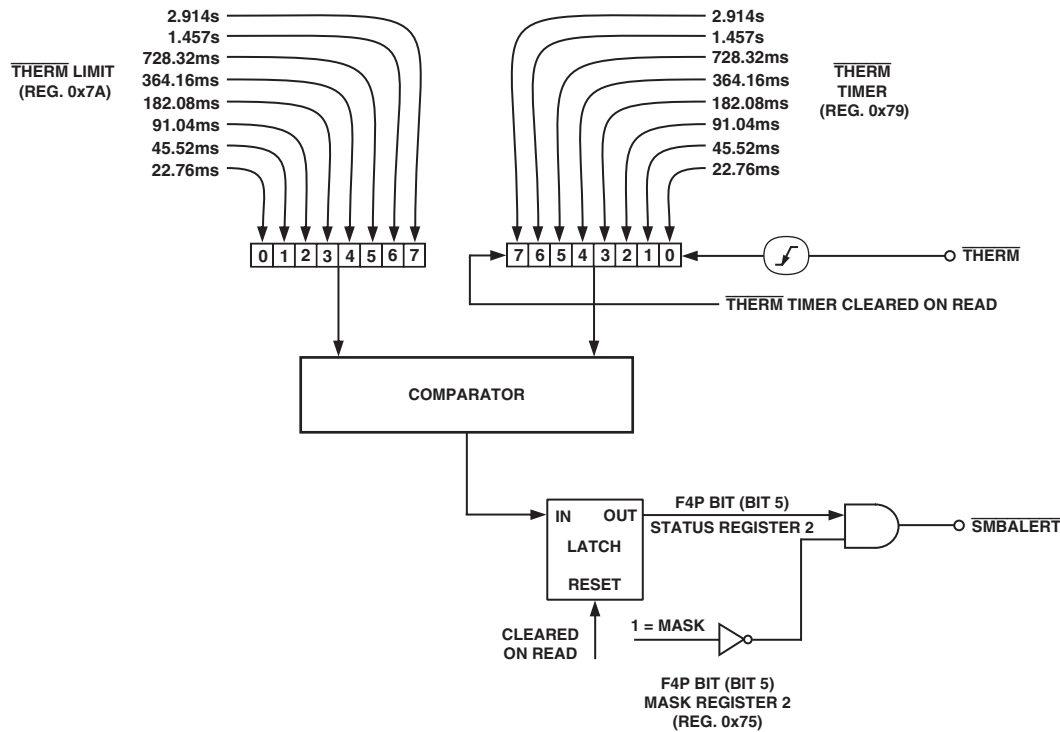 2.914s
1.457s
728.32ms
364.16ms
182.08ms
91.04ms
45.52ms
22.76ms
THERM LIMIT
(REG. 0x7A)
2.914s
1.457s
728.32ms
364.16ms
182.08ms
91.04ms
45.52ms
22.76ms
THERM
TIMER
(REG. 0x79)
0 1 2 3 4 5 6 7
7 6 5 4 3 2 1 0
THERM
THERM TIMER CLEARED ON READ
COMPARATOR
IN OUT
LATCH
RESET
F4P BIT (BIT 5)
STATUS REGISTER 2
SMBALERT
CLEARED
ON READ
1 = MASK
F4P BIT (BIT 5)
MASK REGISTER 2
(REG. 0x75)